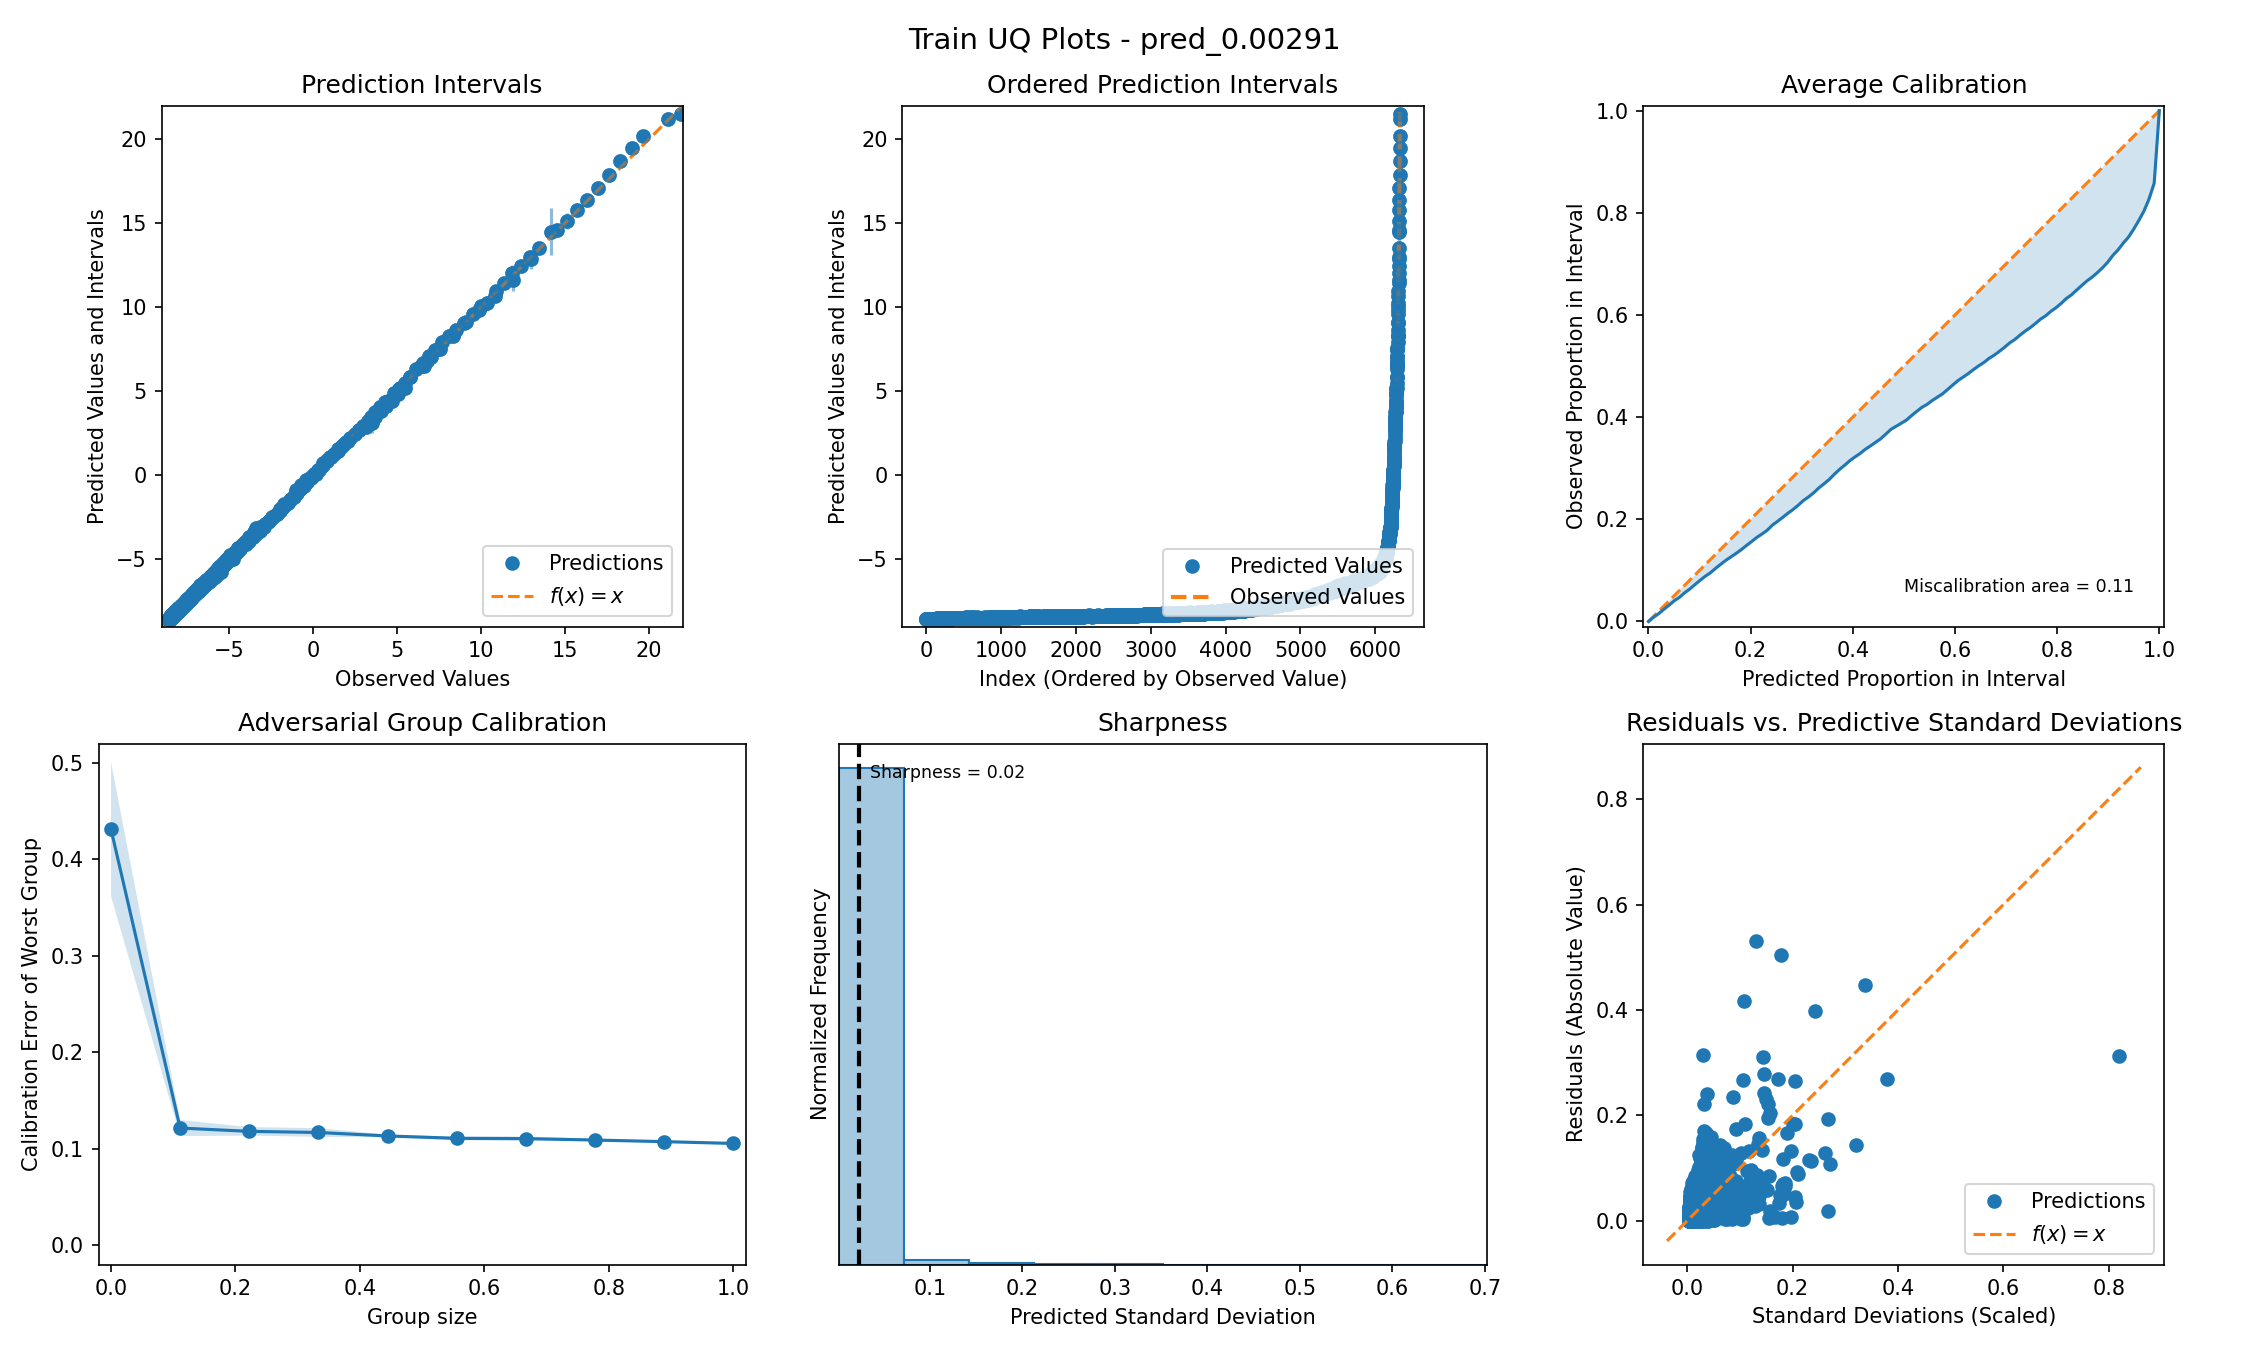 Train UQ Plots - pred_0.00291
Prediction Intervals
Predicted Values and Intervals
20
15
10
5
0
−5
−5 0 5 10 15 20
Observed Values
Predictions
f(x) = x
Ordered Prediction Intervals
Predicted Values and Intervals
20
15
10
5
0
−5
0 1000 2000 3000 4000 5000 6000
Index (Ordered by Observed Value)
Predicted Values
Observed Values
Average Calibration
Observed Proportion in Interval
1.0
0.8
0.6
0.4
0.2
0.0
0.0 0.2 0.4 0.6 0.8 1.0
Predicted Proportion in Interval
Miscalibration area = 0.11
Adversarial Group Calibration
Calibration Error of Worst Group
0.5
0.4
0.3
0.2
0.1
0.0
0.0 0.2 0.4 0.6 0.8 1.0
Group size
Sharpness
Normalized Frequency
Sharpness = 0.02
0.1 0.2 0.3 0.4 0.5 0.6 0.7
Predicted Standard Deviation
Residuals vs. Predictive Standard Deviations
Residuals (Absolute Value)
0.8
0.6
0.4
0.2
0.0
0.0 0.2 0.4 0.6 0.8
Standard Deviations (Scaled)
Predictions
f(x) = x